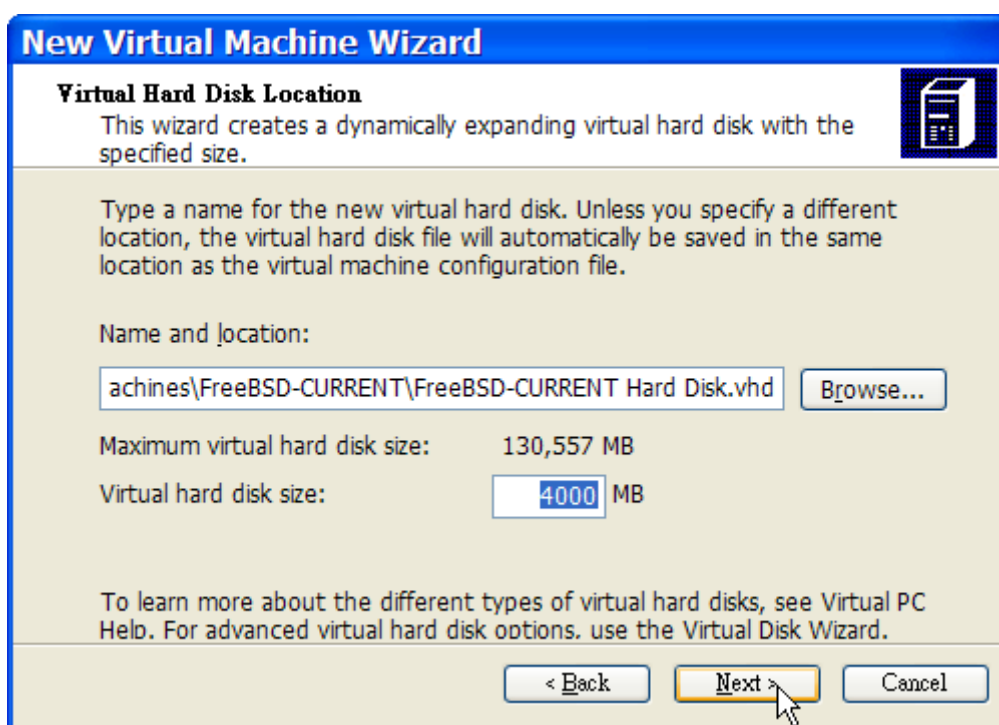 New Virtual Machine Wizard
Virtual Hard Disk Location
This wizard creates a dynamically expanding virtual hard disk with the
specified size.
Type a name for the new virtual hard disk. Unless you specify a different
location, the virtual hard disk file will automatically be saved in the same
location as the virtual machine configuration file.
Name and location:
achines\FreeBSD-CURRENT\FreeBSD-CURRENT Hard Disk.vhd Browse...
Maximum virtual hard disk size: 130,557 MB
Virtual hard disk size: 4000 MB
To learn more about the different types of virtual hard disks, see Virtual PC
Help. For advanced virtual hard disk options, use the Virtual Disk Wizard.
< Back Next > Cancel